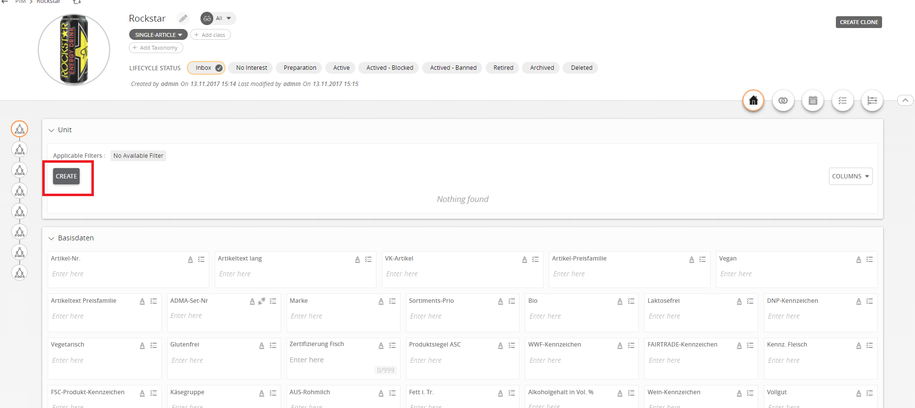 PIM > Rockstar
Rockstar All
SINGLE-ARTICLE + Add class
+ Add Taxonomy
CREATE CLONE
LIFECYCLE STATUS Inbox No Interest Preparation Active Actived - Blocked Actived - Banned Retired Archived Deleted
Created by admin On 13.11.2017 15:14 Last modified by admin On 13.11.2017 15:15
ROCKSTAR
ENERGY DRINK
Unit
Applicable Filters : No Available Filter
CREATE COLUMNS
Nothing found
Basisdaten
Artikel-Nr. Artikeltext lang VK-Artikel Artikel-Preisfamilie Vegan
Enter here Enter here Enter here Enter here Enter here
Artikeltext Preisfamilie ADMA-Set-Nr Marke Sortiments-Prio Bio Laktosefrei DNP-Kennzeichen
Enter here Enter here Enter here Enter here Enter here Enter here Enter here
Vegetarisch Glutenfrei Zertifizierung Fisch Produktsiegel ASC WWF-Kennzeichen FAIRTRADE-Kennzeichen Kennz. Fleisch
Enter here Enter here Enter here Enter here Enter here Enter here Enter here
0/999
FSC-Produkt-Kennzeichen Käsegruppe AUS-Rohmilch Fett i. Tr. Alkoholgehalt in Vol. % Wein-Kennzeichen Vollgut
Enter here Enter here Enter here Enter here Enter here Enter here Enter here